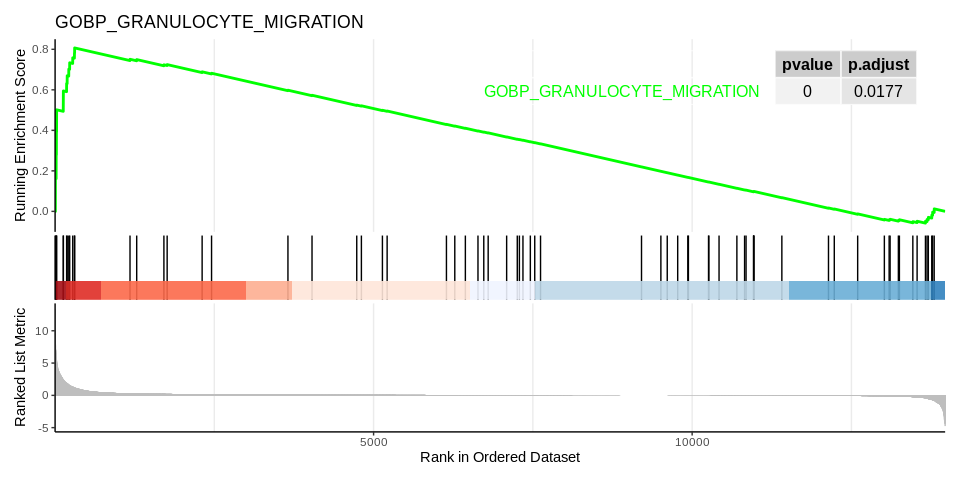 GOBP_GRANULOCYTE_MIGRATION
Running Enrichment Score
0.8
0.6
0.4
0.2
0.0
GOBP_GRANULOCYTE_MIGRATION
pvalue p.adjust
0 0.0177
Ranked List Metric
10
5
0
-5
5000 10000
Rank in Ordered Dataset